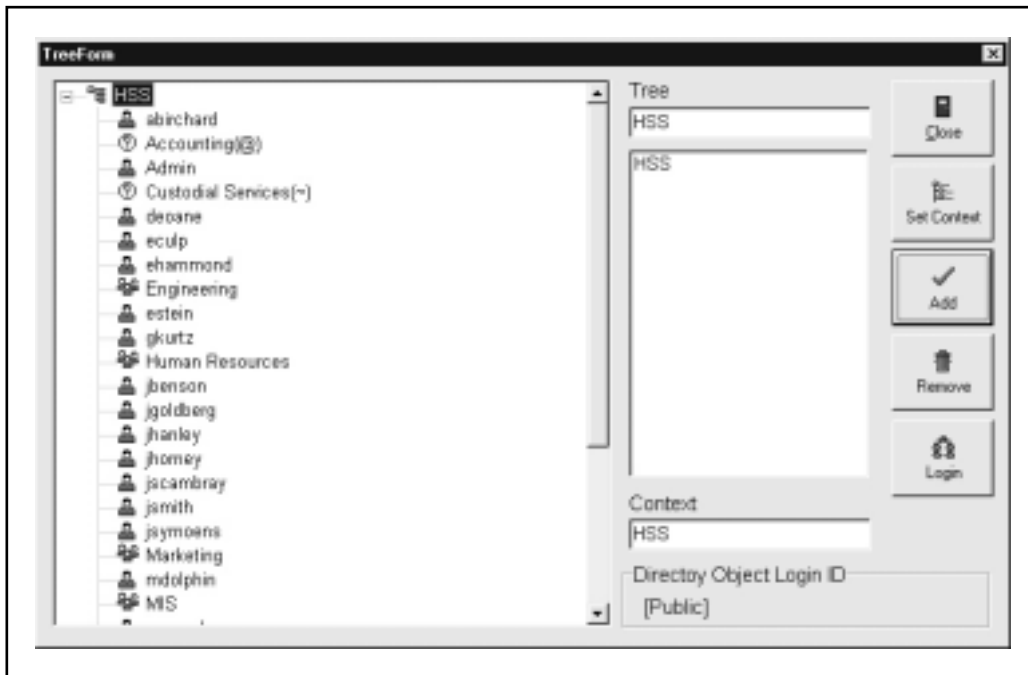 TreeForm
HSS
abirchard
Accounting(@)
Admin
Custodial Services(~)
deoane
eculp
ehammond
Engineering
estein
gkurtz
Human Resources
jbenson
jgoldberg
jhanley
jhorney
jscambray
jsmith
jsymoens
Marketing
mdolphin
MIS
Tree
HSS
HSS
Context
HSS
Directoy Object Login ID
[Public]
Close
Set Context
Add
Remove
Login